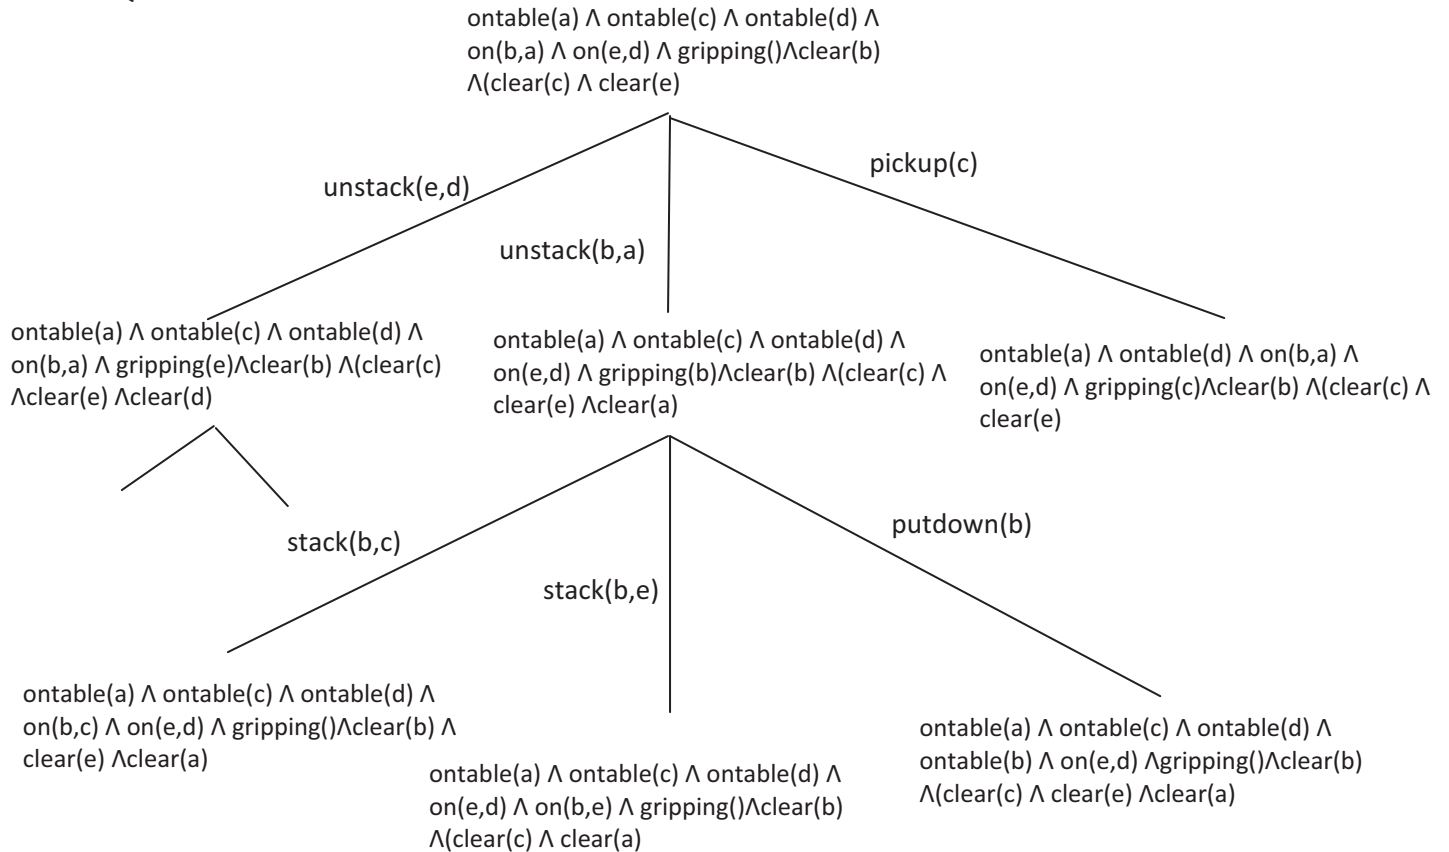 ontable(a) Λ ontable(c) Λ ontable(d) Λ
on(b,a) Λ on(e,d) Λ gripping()Λclear(b)
Λ(clear(c) Λ clear(e)
pickup(c)
unstack(e,d)
unstack(b,a)
ontable(a) Λ ontable(c) Λ ontable(d) Λ
on(b,a) Λ gripping(e)Λclear(b) Λ(clear(c)
Λclear(e) Λclear(d)
ontable(a) Λ ontable(c) Λ ontable(d) Λ
on(e,d) Λ gripping(b)Λclear(b) Λ(clear(c) Λ
clear(e) Λclear(a)
ontable(a) Λ ontable(d) Λ on(b,a) Λ
on(e,d) Λ gripping(c)Λclear(b) Λ(clear(c) Λ
clear(e)
putdown(b)
stack(b,c)
stack(b,e)
ontable(a) Λ ontable(c) Λ ontable(d) Λ
on(b,c) Λ on(e,d) Λ gripping()Λclear(b) Λ
clear(e) Λclear(a)
ontable(a) Λ ontable(c) Λ ontable(d) Λ
on(e,d) Λ on(b,e) Λ gripping()Λclear(b)
Λ(clear(c) Λ clear(a)
ontable(a) Λ ontable(c) Λ ontable(d) Λ
ontable(b) Λ on(e,d) Λgripping()Λclear(b)
Λ(clear(c) Λ clear(e) Λclear(a)